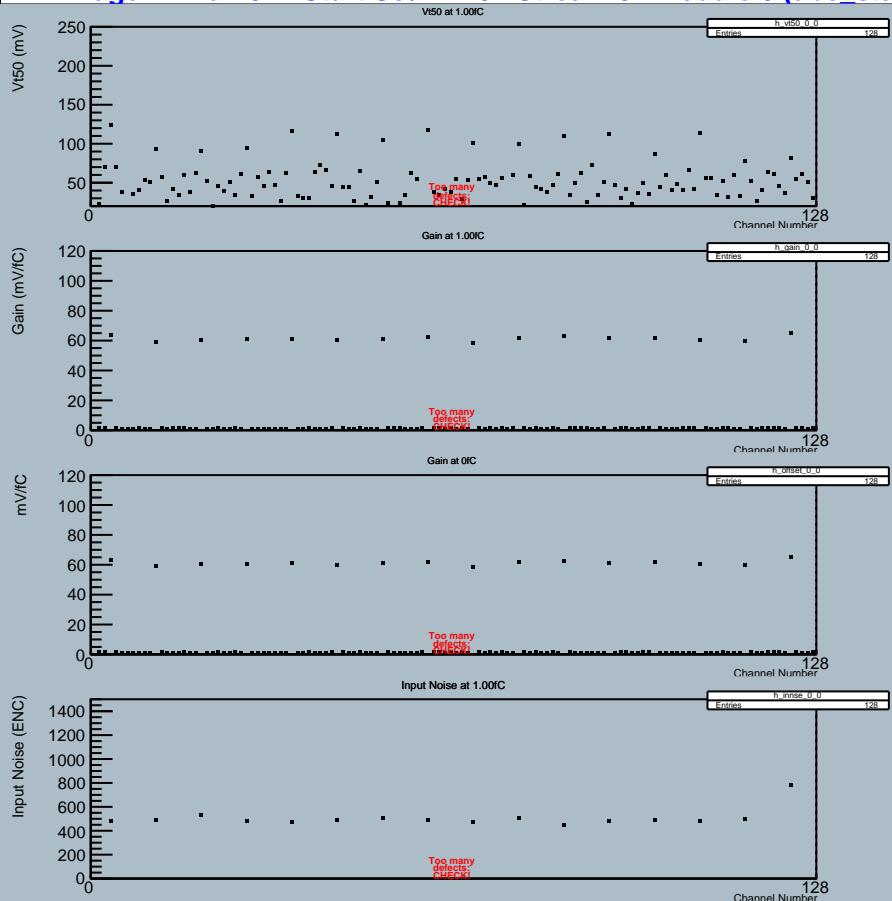 Vt50 at 1.00fC
h_vt50_0_0
Entries 128
Vt50 (mV)
250
200
150
100
50
0
128
Too many
defects:
CHECK!
Channel Number
Gain at 1.00fC
h_gain_0_0
Entries 128
Gain (mV/fC)
120
100
80
60
40
20
0
0
128
Too many
defects:
CHECK!
Channel Number
Gain at 0fC
h_offset_0_0
Entries 128
mV/fC
120
100
80
60
40
20
0
0
128
Too many
defects:
CHECK!
Channel Number
Input Noise at 1.00fC
h_innse_0_0
Entries 128
Input Noise (ENC)
1400
1200
1000
800
600
400
200
0
0
128
Too many
defects:
CHECK!
Channel Number